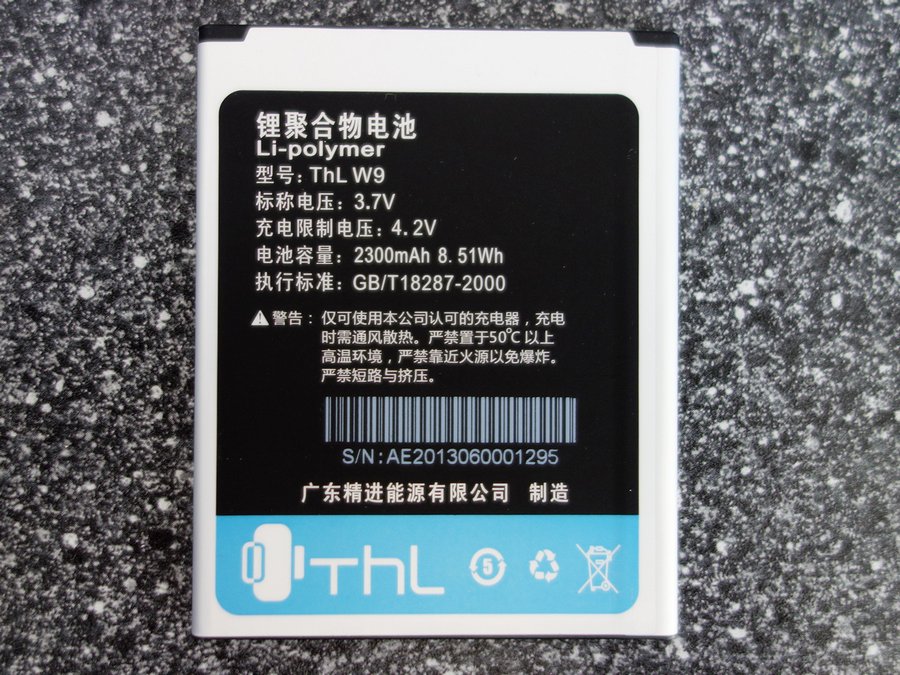 锂聚合物电池
Li-polymer
型号: ThL W9
标称电压: 3.7V
充电限制电压: 4.2V
电池容量: 2300mAh 8.51Wh
执行标准: GB/T18287-2000
警告: 仅可使用本公司认可的充电器，充电
时需通风散热。严禁置于50℃以上
高温环境，严禁靠近火源以免爆炸。
严禁短路与挤压。
S/N: AE2013060001295
广东精进能源有限公司 制造
ThL 5